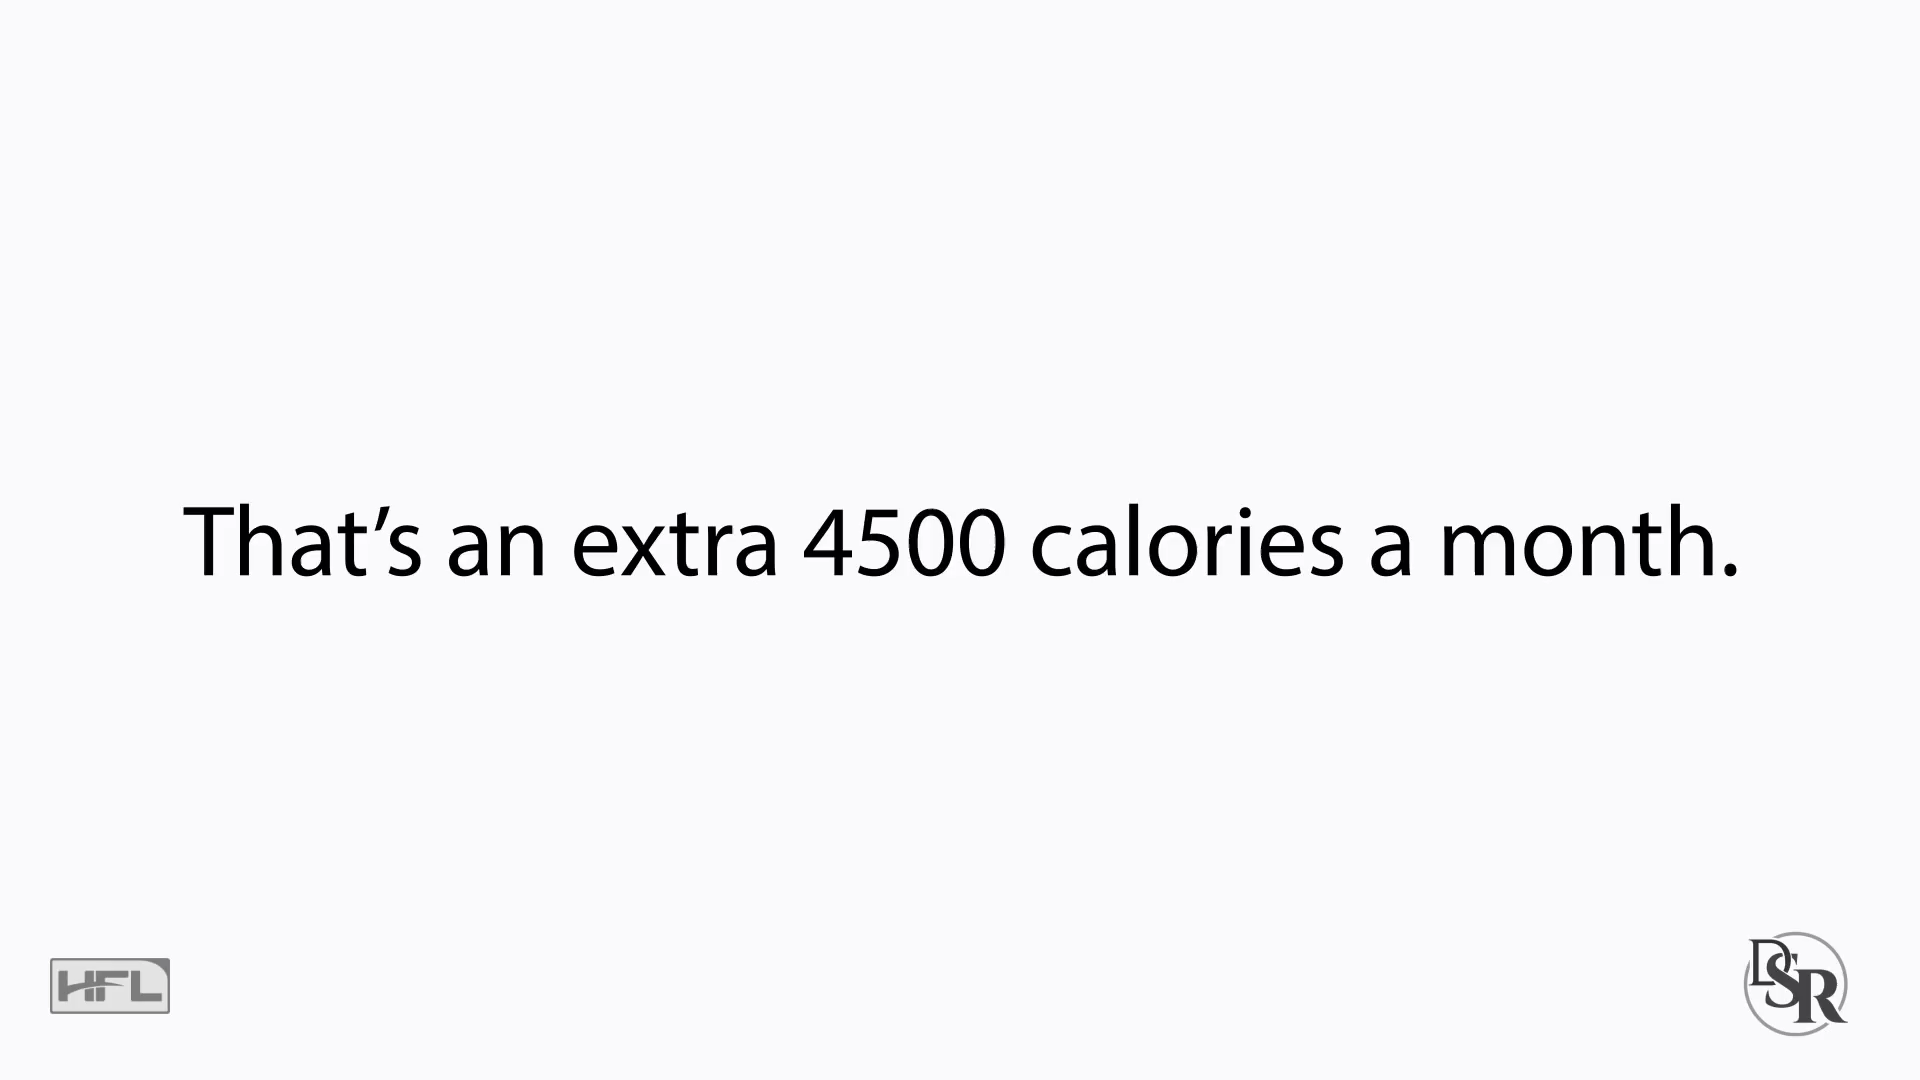 That’s an extra 4500 calories a month.
HFL
DSR